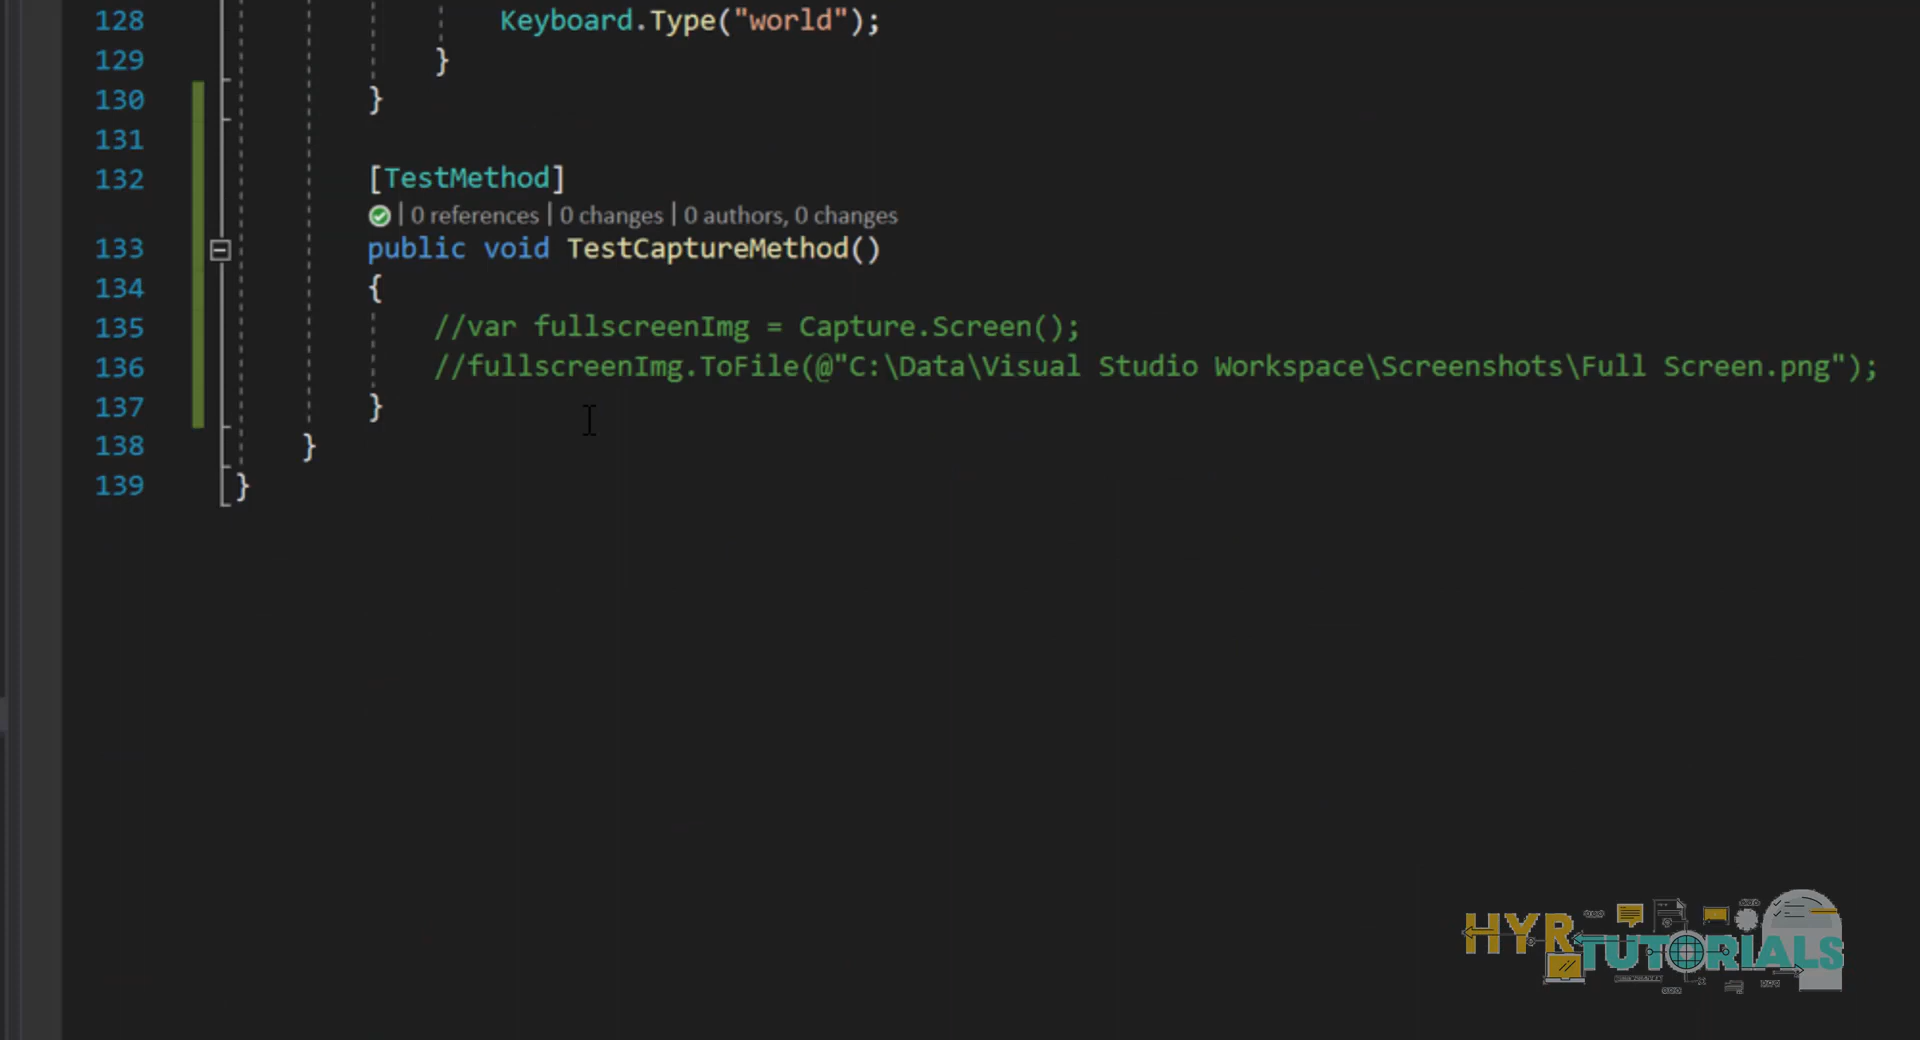 128 Keyboard.Type("world");
129 }
130 }
131
132 [TestMethod]
| 0 references | 0 changes | 0 authors, 0 changes
133 public void TestCaptureMethod()
134 {
135 //var fullscreenImg = Capture.Screen();
136 //fullscreenImg.ToFile(@"C:\Data\Visual Studio Workspace\Screenshots\Full Screen.png");
137 }
138 }
139 }
HYR
TUTORIALS